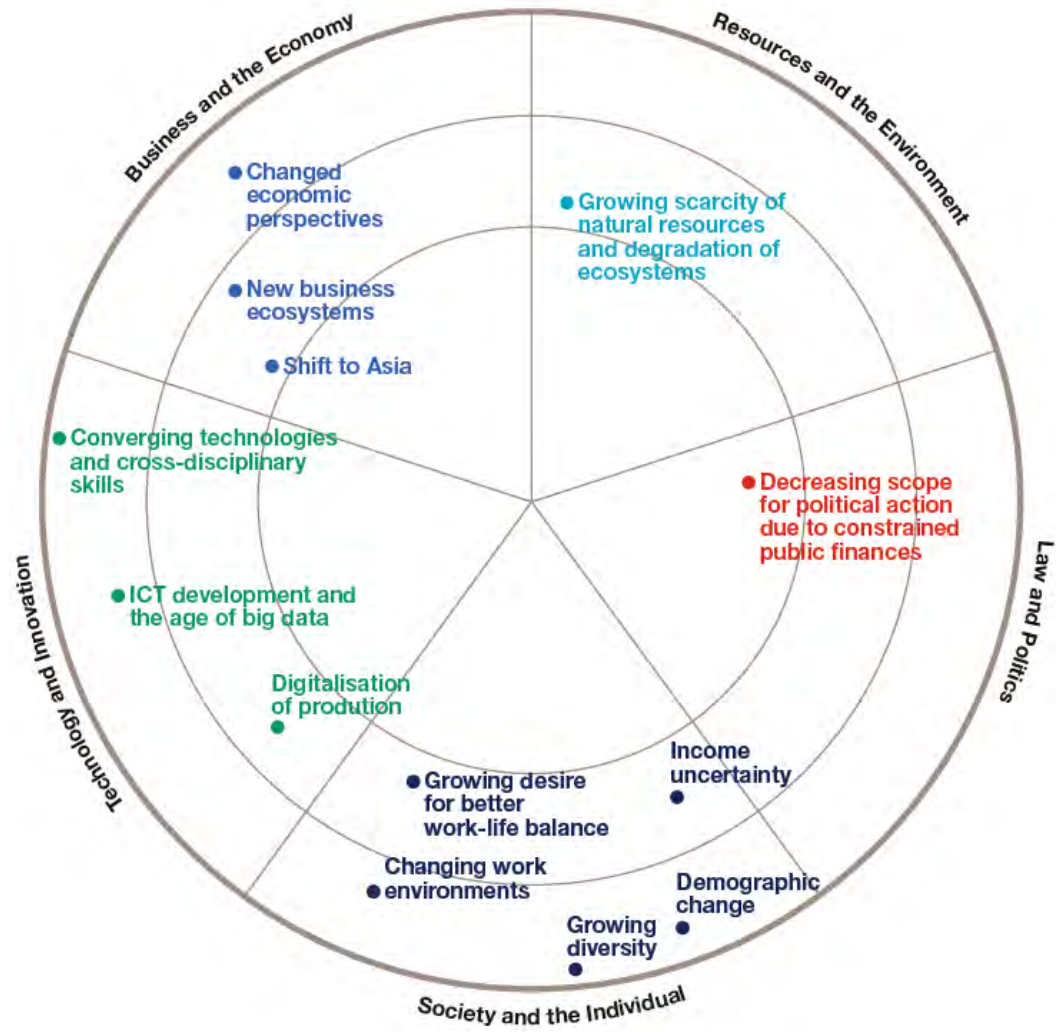 Business and the Economy
Resources and the Environment
Changed
economic
perspectives
Growing scarcity of
natural resources
and degradation of
ecosystems
New business
ecosystems
Shift to Asia
Converging technologies
and cross-disciplinary
skills
Decreasing scope
for political action
due to constrained
public finances
Law and Politics
Technology and Innovation
ICT development and
the age of big data
Digitalisation
of prodution
Income
uncertainty
Growing desire
for better
work-life balance
Changing work
environments
Demographic
change
Growing
diversity
Society and the Individual